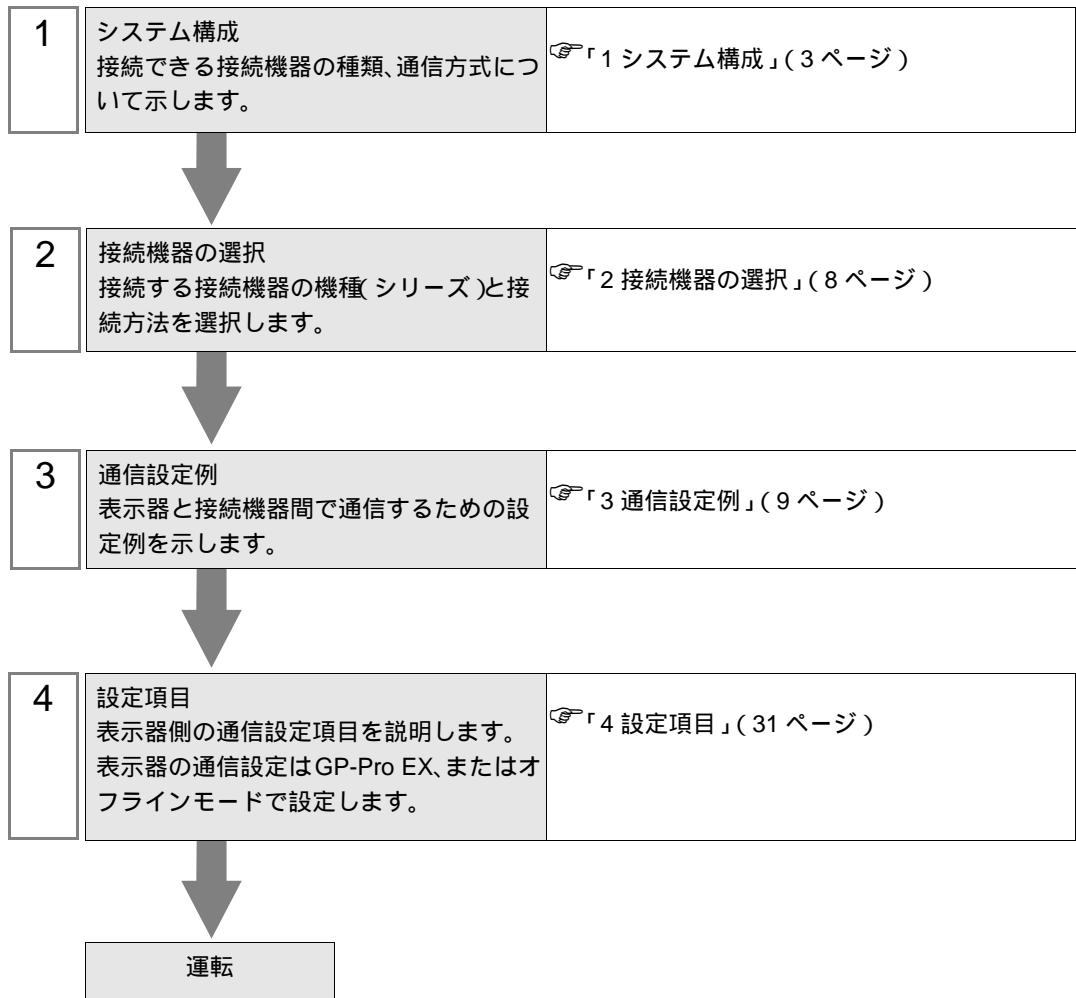 1
システム構成
接続できる接続機器の種類、通信方式につ
いて示します。
☞「1 システム構成」( 3 ページ )
2
接続機器の選択
接続する接続機器の機種( シリーズ )と接
続方法を選択します。
☞「2 接続機器の選択」( 8 ページ )
3
通信設定例
表示器と接続機器間で通信するための設
定例を示します。
☞「3 通信設定例」( 9 ページ )
4
設定項目
表示器側の通信設定項目を説明します。
表示器の通信設定はGP-Pro EX、またはオ
フラインモードで設定します。
☞「4 設定項目」( 31 ページ )
運転